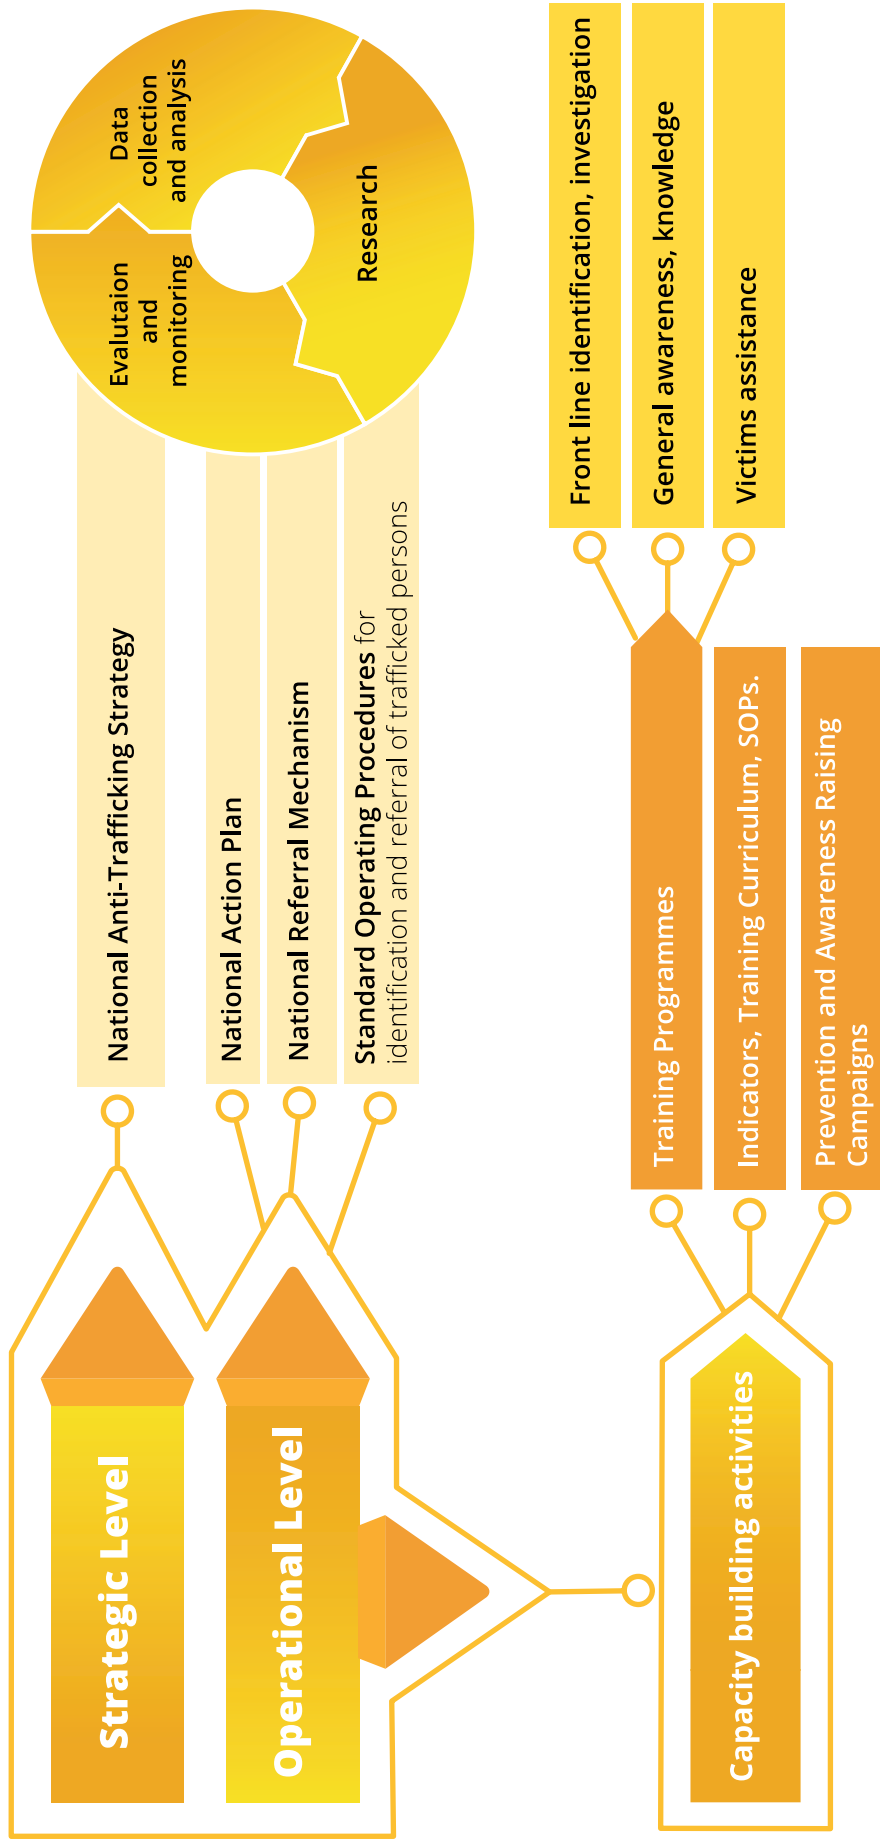 Strategic Level
National Anti-Trafficking Strategy
Operational Level
National Action Plan
National Referral Mechanism
Standard Operating Procedures for
identification and referral of trafficked persons
Evalutaion
and
monitoring
Data
collection
and analysis
Research
Capacity building activities
Training Programmes
Indicators, Training Curriculum, SOPs.
Prevention and Awareness Raising
Campaigns
Front line identification, investigation
General awareness, knowledge
Victims assistance